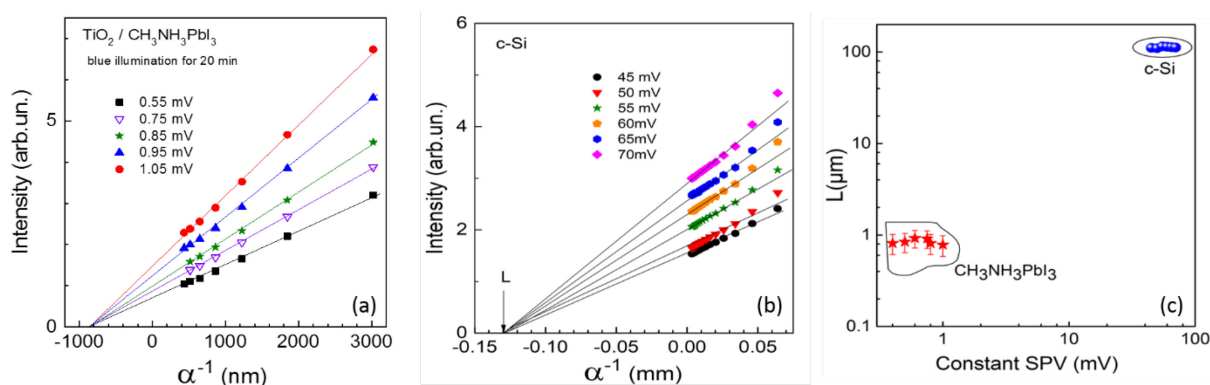 TiO2 / CH3NH3PbI3
blue illumination for 20 min
0.55 mV
0.75 mV
0.85 mV
0.95 mV
1.05 mV
5
0
Intensity (arb.un.)
-1000 0 1000 2000 3000
α-1 (nm)
(a)
c-Si
45 mV
50 mV
55 mV
60mV
65mV
70mV
6
4
2
0
Intensity (arb.un.)
L
-0.15 -0.10 -0.05 0.00 0.05
α-1 (mm)
(b)
100
10
1
0.1
L(µm)
c-Si
CH3NH3PbI3
1 10 100
Constant SPV (mV)
(c)